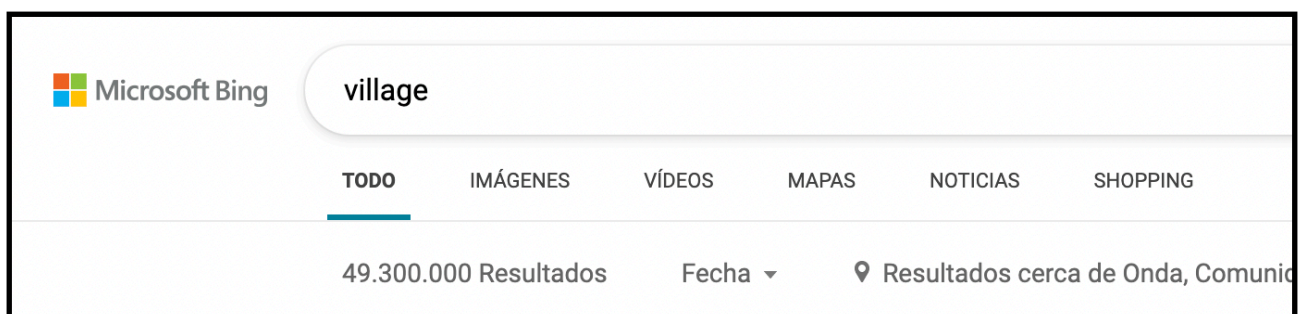 Microsoft Bing village
TODO IMÁGENES VÍDEOS MAPAS NOTICIAS SHOPPING
49.300.000 Resultados Fecha Resultados cerca de Onda,